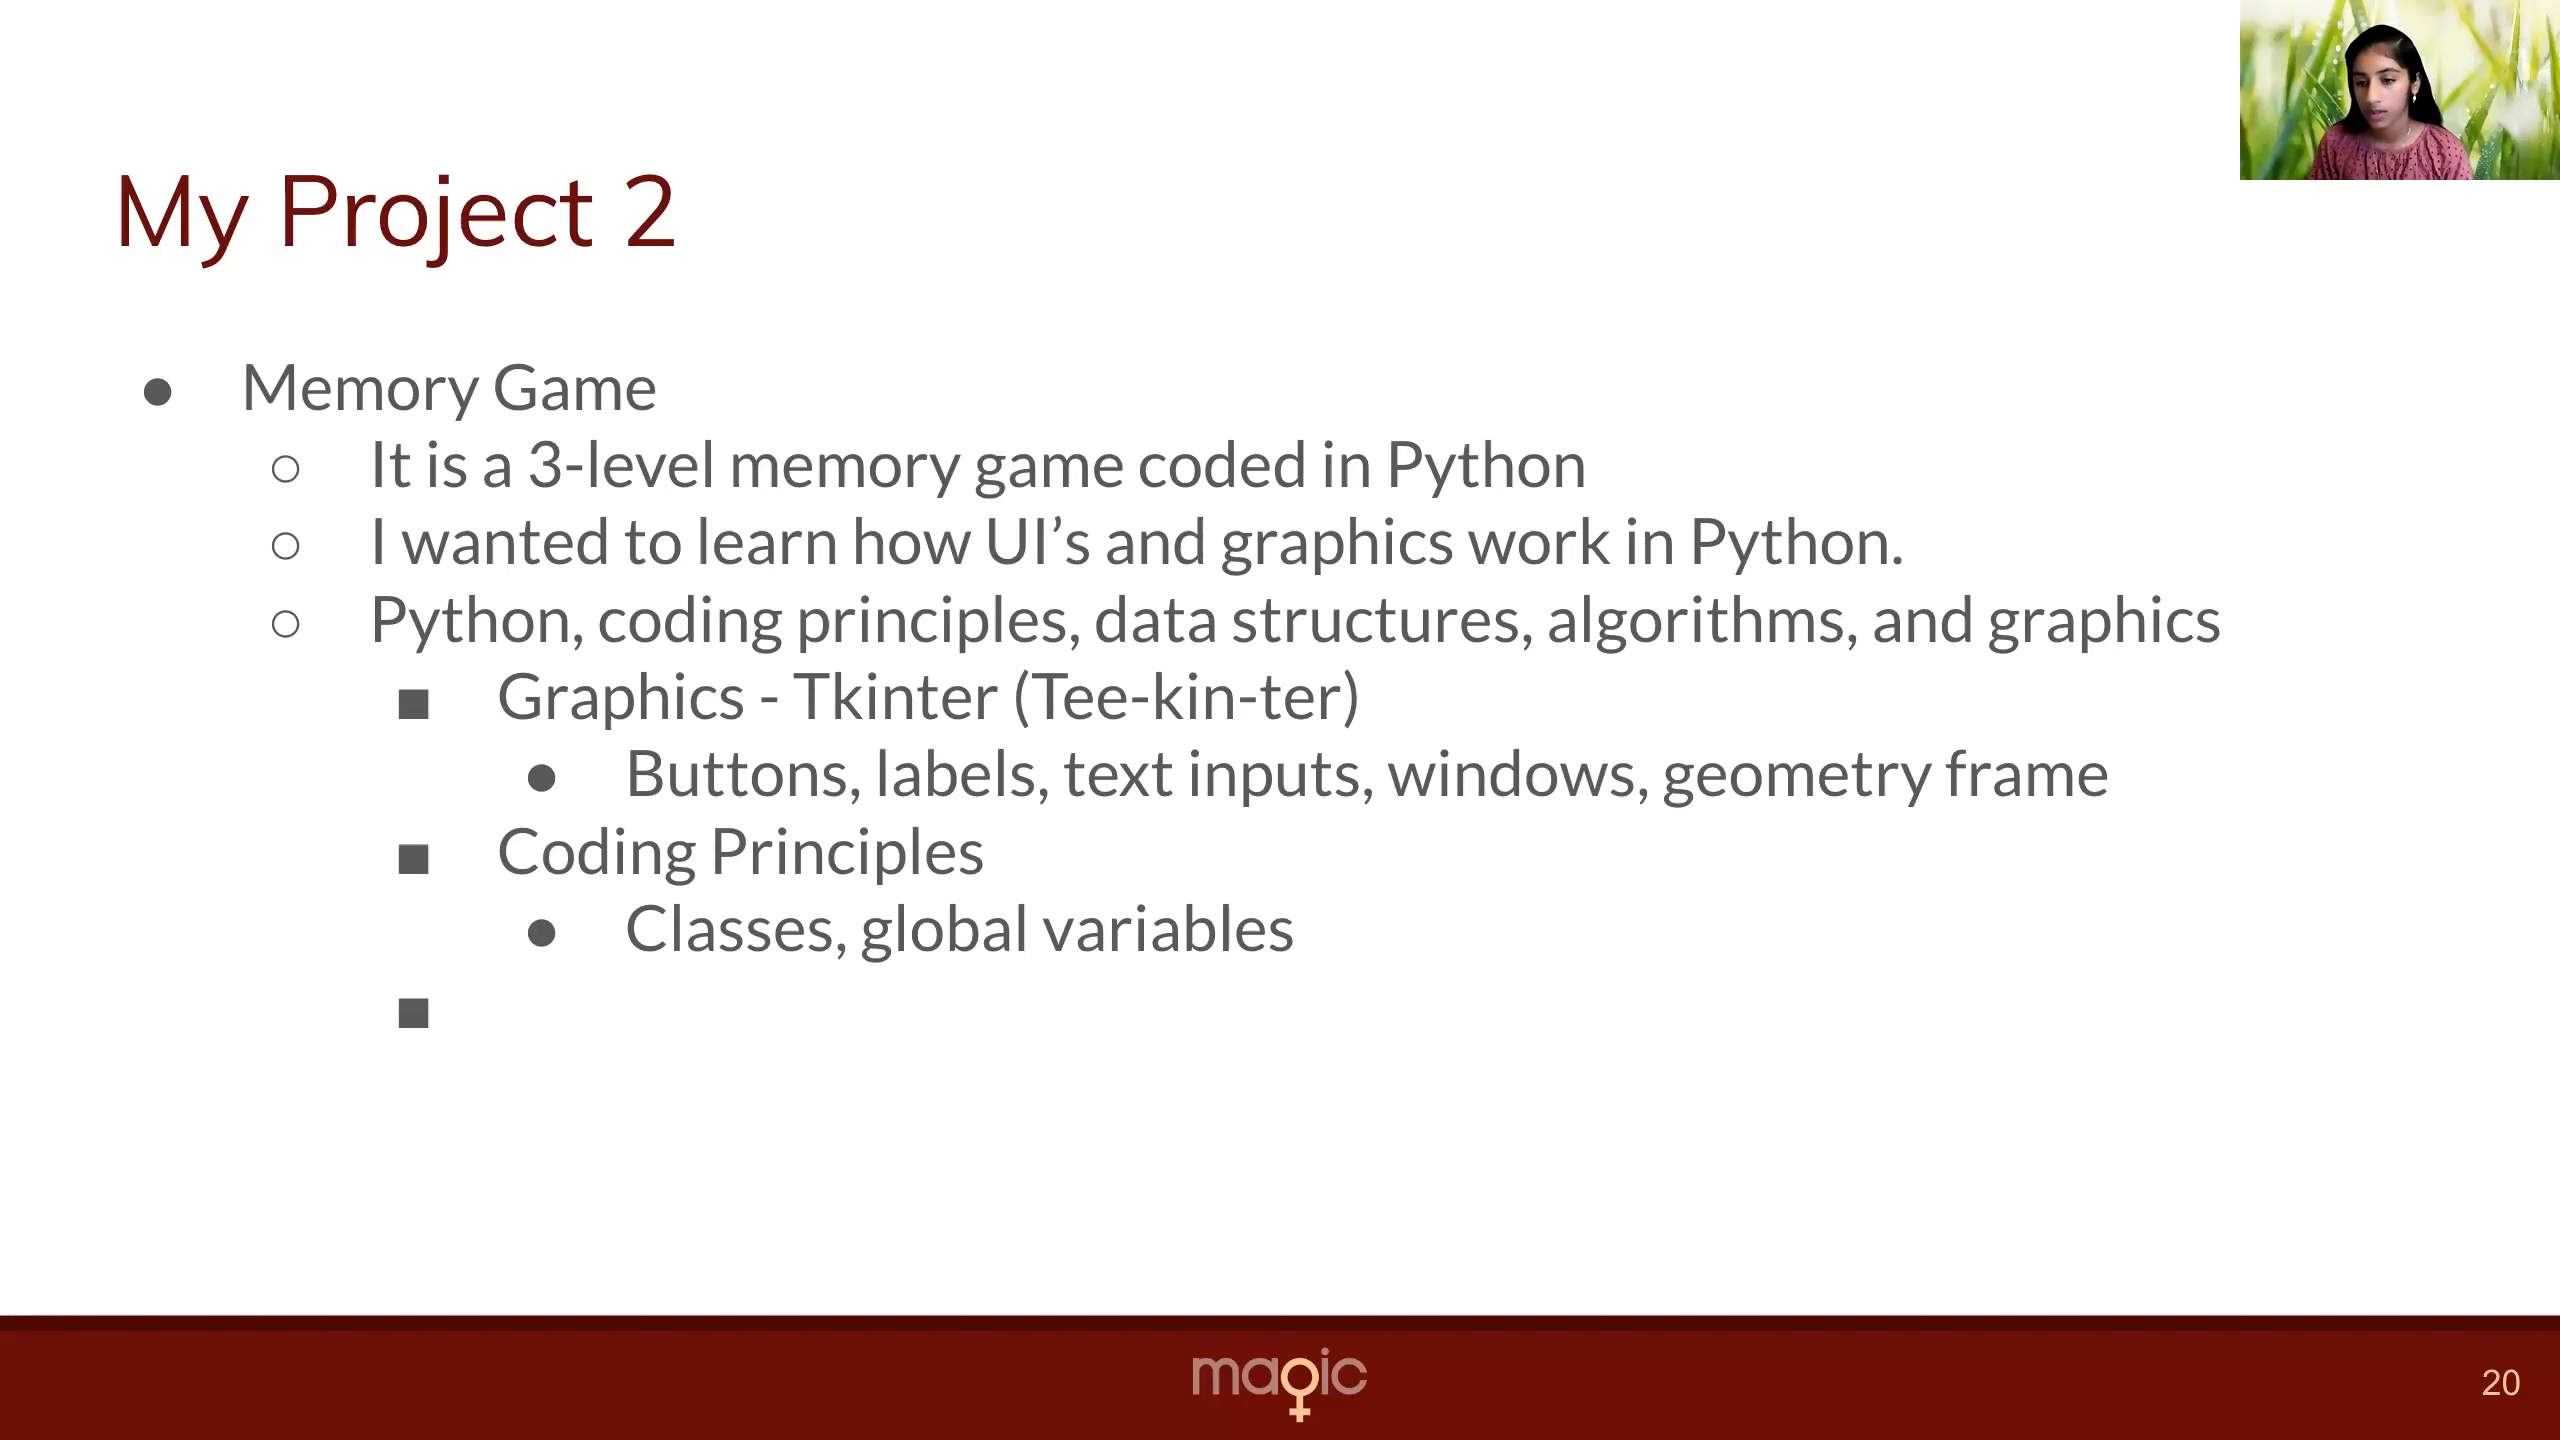 My Project 2
● Memory Game
○ It is a 3-level memory game coded in Python
○ I wanted to learn how UI’s and graphics work in Python.
○ Python, coding principles, data structures, algorithms, and graphics
■ Graphics - Tkinter (Tee-kin-ter)
● Buttons, labels, text inputs, windows, geometry frame
■ Coding Principles
● Classes, global variables
■
magic
20